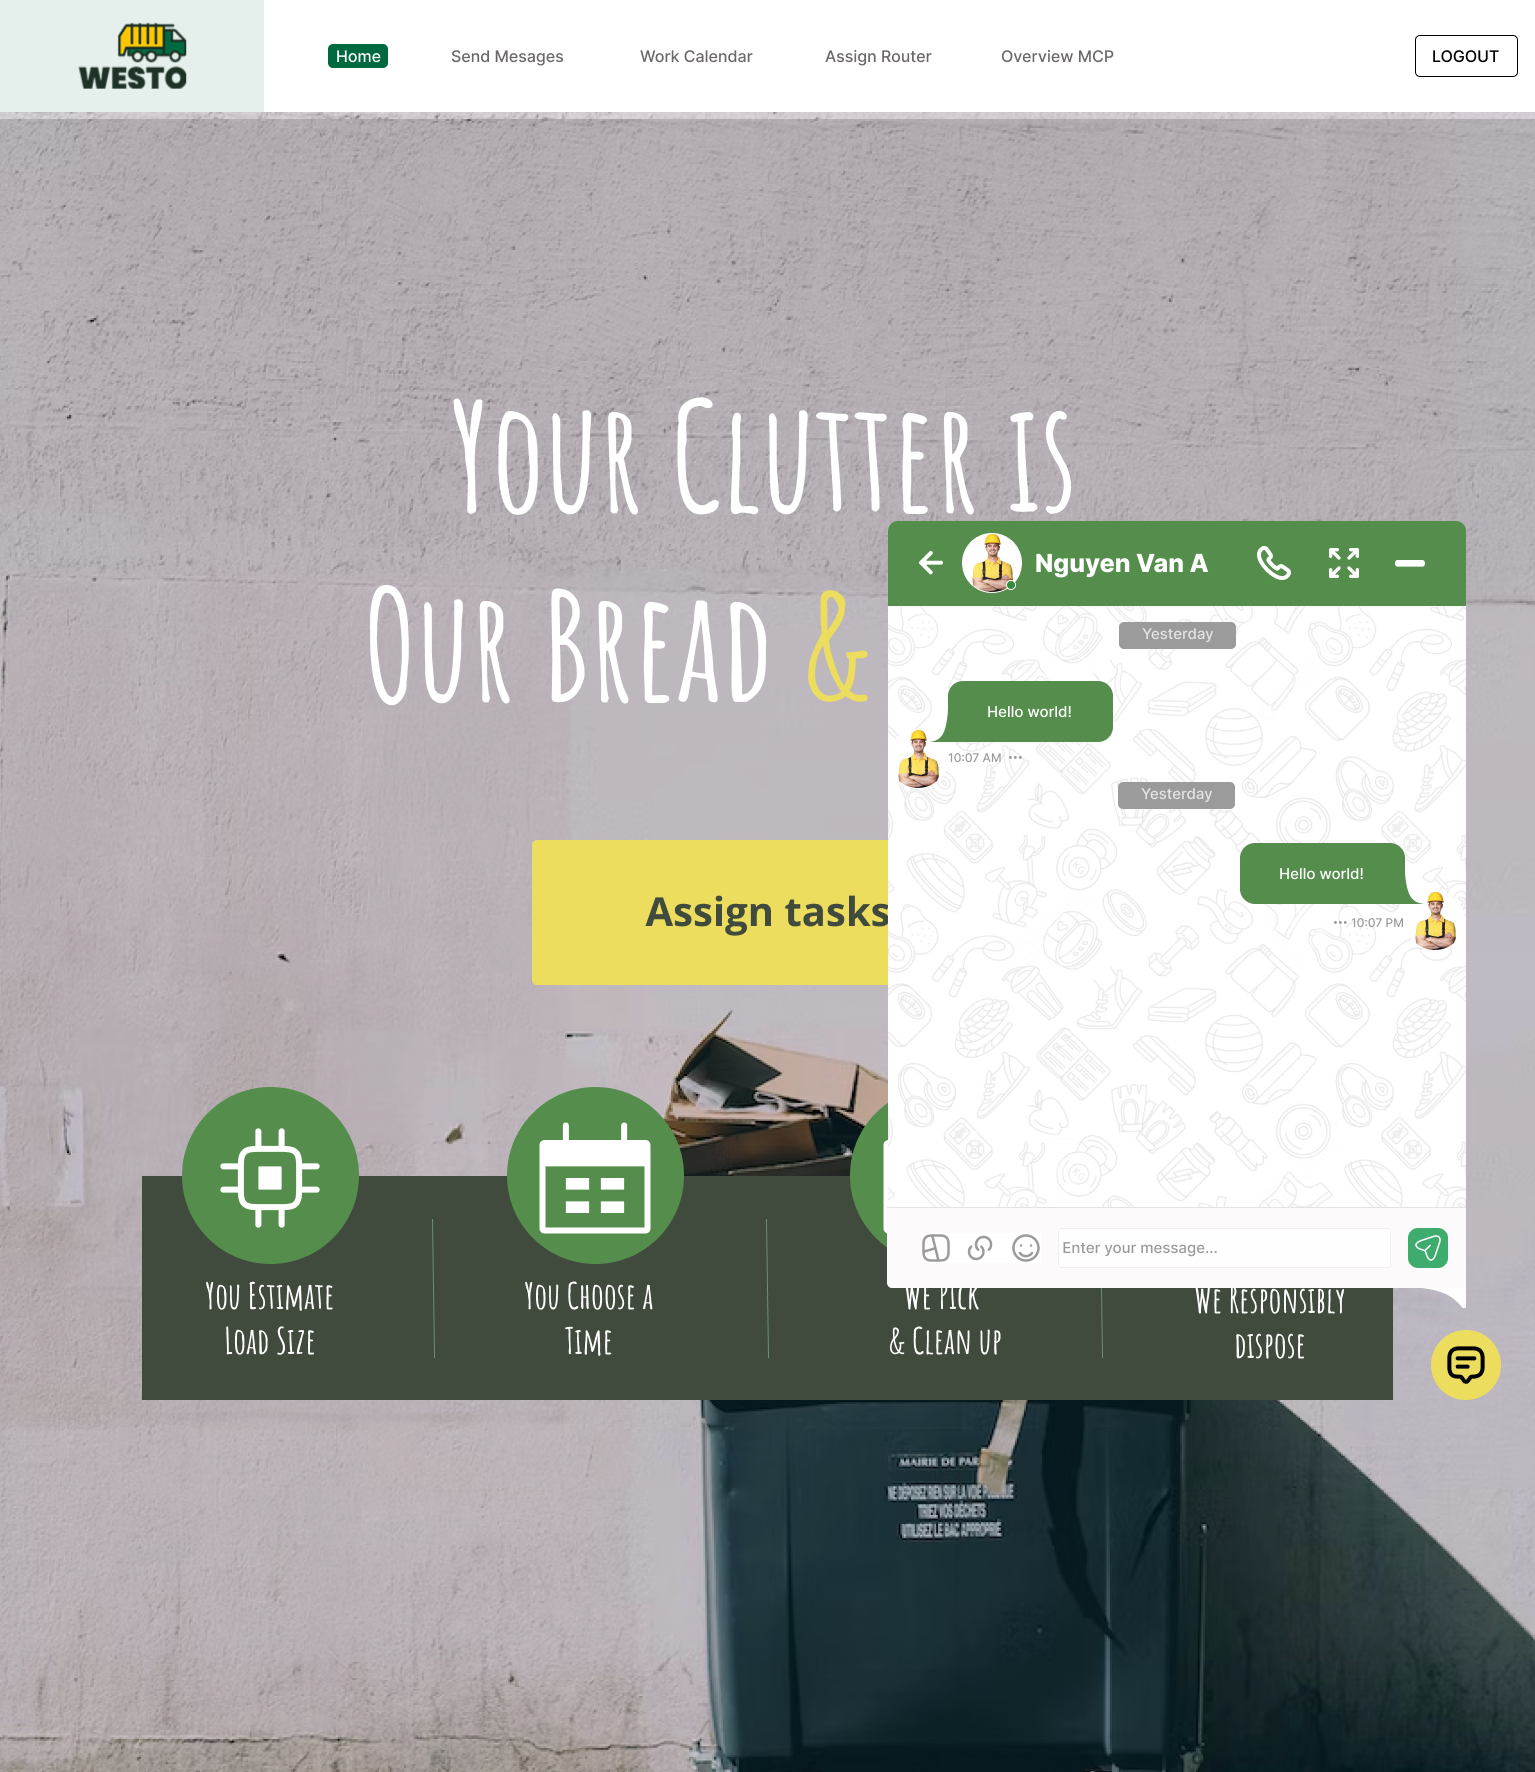 WESTO
Home
Send Mesages
Work Calendar
Assign Router
Overview MCP
LOGOUT
YOUR CLUTTER IS
OUR BREAD &
Nguyen Van A
Yesterday
Hello world!
10:07 AM
Yesterday
Hello world!
10:07 PM
Assign tasks
Enter your message...
YOU ESTIMATE
LOAD SIZE
YOU CHOOSE A
TIME
WE PICK
& CLEAN UP
WE RESPONSIBLY
DISPOSE
MAIRIE DE PAR
NE DÉPOSEZ RIEN SUR LA VOIE
TRIEZ VOS DÉCHETS
UTILISEZ LE BAC APPROPRIÉ